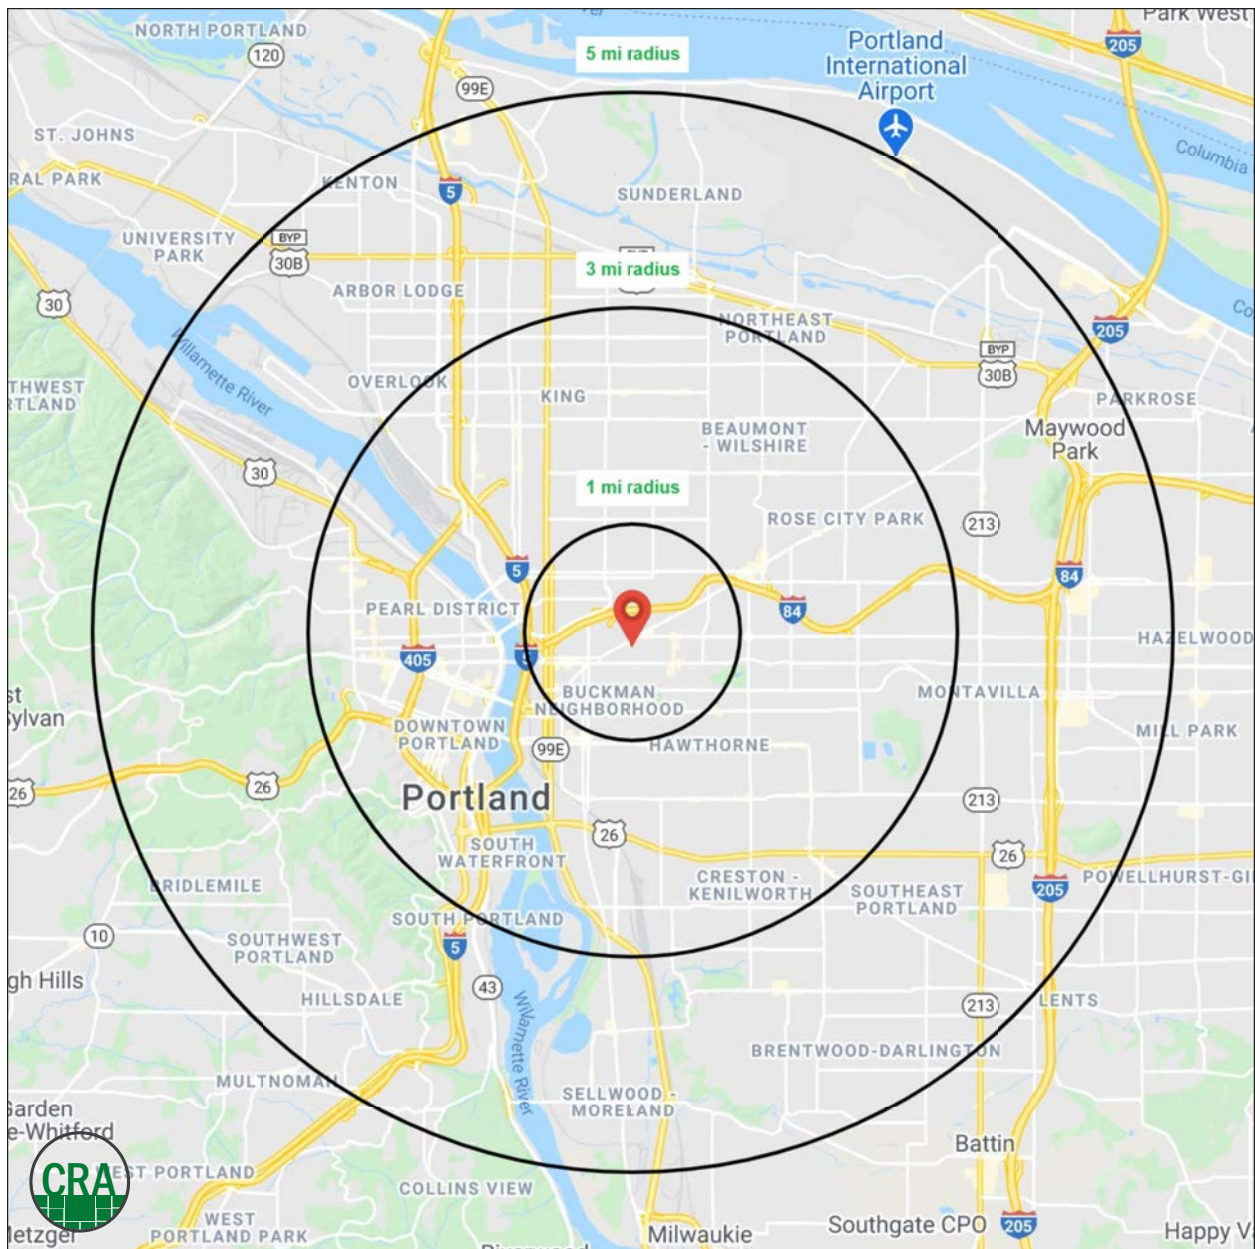 Park West
NORTH PORTLAND
5 mi radius
Portland
International
Airport
205
120
99E
ST. JOHNS
Columbia
RAL PARK
KENTON
5
SUNDERLAND
UNIVERSITY
PARK
BYP
30B
3 mi radius
ARBOR LODGE
30
NORTHEAST
PORTLAND
205
BYP
30B
Willamette River
THWEST
RTLAND
OVERLOOK
KING
PARKROSE
BEAUMONT
- WILSHIRE
Maywood
Park
30
1 mi radius
ROSE CITY PARK
213
5
84
PEARL DISTRICT
84
HAZELWOOD
405
5
st
Sylvan
BUCKMAN
NEIGHBORHOOD
MONTAVILLA
DOWNTOWN
PORTLAND
99E
HAWTHORNE
MILL PARK
26
26
Portland
213
26
SOUTH
WATERFRONT
26
BRIDLEMILE
CRESTON -
KENILWORTH
SOUTHEAST
PORTLAND
205
POWELLHURST-GI
SOUTH PORTLAND
10
SOUTHWEST
PORTLAND
5
gh Hills
HILLSDALE
43
213
LENTS
Willamette River
BRENTWOOD-DARLINGTON
MULTNOMAH
SELLWOOD -
MORELAND
Garden
e-Whitford
Battin
CRA
EST PORTLAND
COLLINS VIEW
WEST
PORTLAND PARK
Metzger
Milwaukie
Southgate CPO
205
Happy V